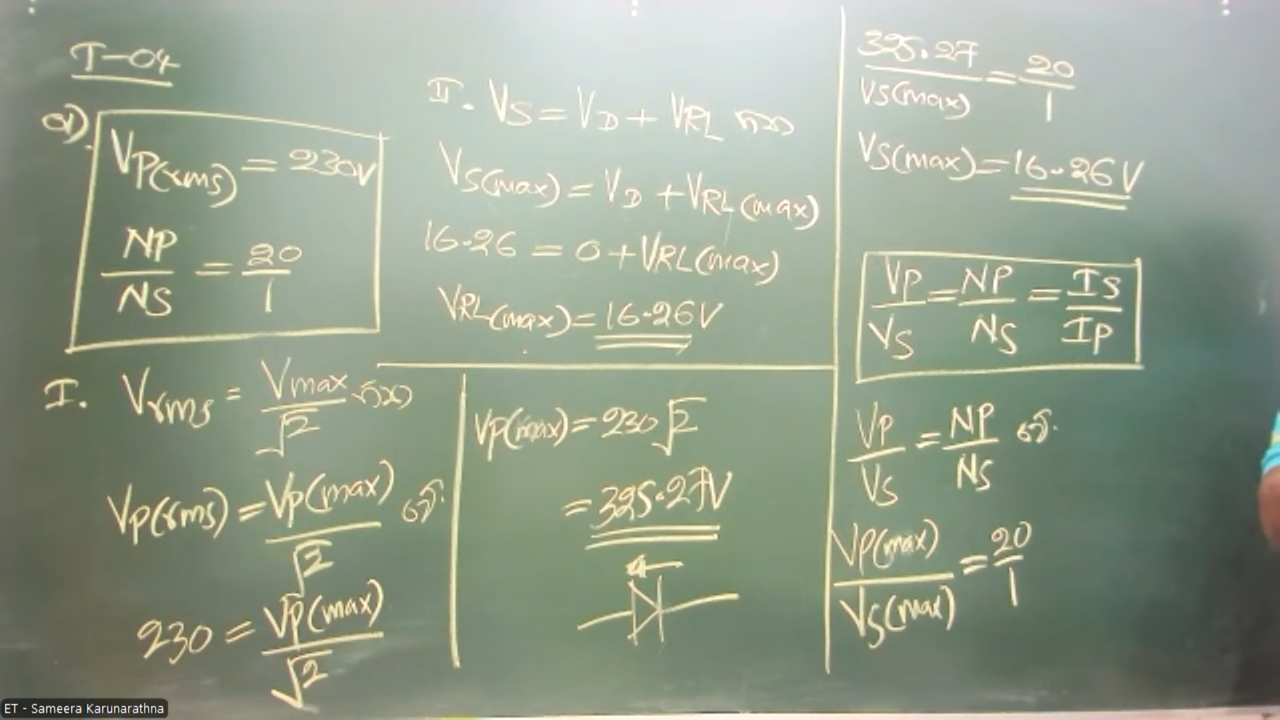 T-04
a).
VP(rms) = 230V
NP/NS = 20/1
I. Vrms = Vmax/√2 නිසා
VP(rms) = VP(max)/√2 වේ.
230 = VP(max)/√2
VP(max) = 230√2
= 325.27V
II. VS = VD + VRL නිසා
VS(max) = VD + VRL(max)
16.26 = 0 + VRL(max)
VRL(max) = 16.26V
325.27/VS(max) = 20/1
VS(max) = 16.26V
VP/VS = NP/NS = IS/IP
VP/VS = NP/NS වේ.
VP(max)/VS(max) = 20/1
ET - Sameera Karunarathna